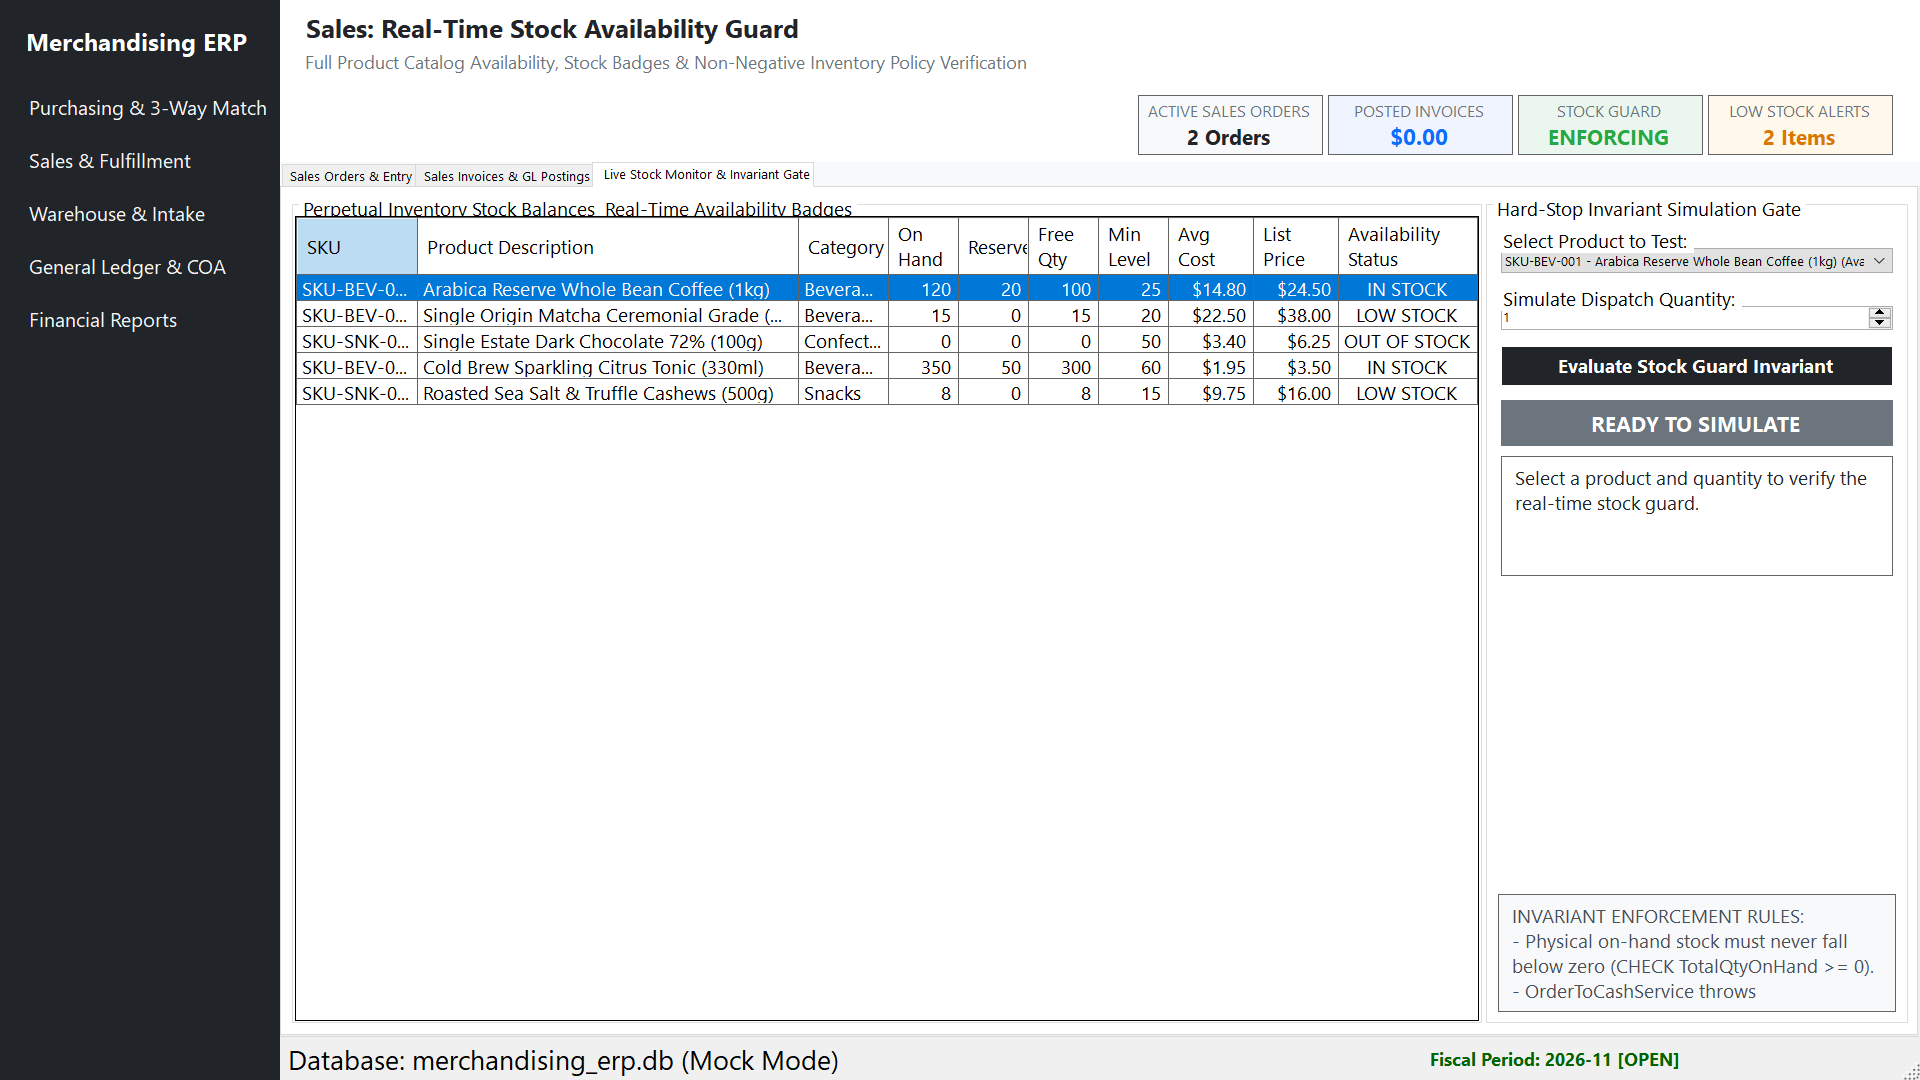 Merchandising ERP
Purchasing & 3-Way Match
Sales & Fulfillment
Warehouse & Intake
General Ledger & COA
Financial Reports
Sales: Real-Time Stock Availability Guard
Full Product Catalog Availability, Stock Badges & Non-Negative Inventory Policy Verification
ACTIVE SALES ORDERS
2 Orders
POSTED INVOICES
$0.00
STOCK GUARD
ENFORCING
LOW STOCK ALERTS
2 Items
Sales Orders & Entry
Sales Invoices & GL Postings
Live Stock Monitor & Invariant Gate
Perpetual Inventory Stock Balances  Real-Time Availability Badges
SKU Product Description Category On Hand Reserve Free Qty Min Level Avg Cost List Price Availability Status
SKU-BEV-0... Arabica Reserve Whole Bean Coffee (1kg) Bevera... 120 20 100 25 $14.80 $24.50 IN STOCK
SKU-BEV-0... Single Origin Matcha Ceremonial Grade (... Bevera... 15 0 15 20 $22.50 $38.00 LOW STOCK
SKU-SNK-0... Single Estate Dark Chocolate 72% (100g) Confect... 0 0 0 50 $3.40 $6.25 OUT OF STOCK
SKU-BEV-0... Cold Brew Sparkling Citrus Tonic (330ml) Bevera... 350 50 300 60 $1.95 $3.50 IN STOCK
SKU-SNK-0... Roasted Sea Salt & Truffle Cashews (500g) Snacks 8 0 8 15 $9.75 $16.00 LOW STOCK
Hard-Stop Invariant Simulation Gate
Select Product to Test:
SKU-BEV-001 - Arabica Reserve Whole Bean Coffee (1kg) (Ava
Simulate Dispatch Quantity:
1
Evaluate Stock Guard Invariant
READY TO SIMULATE
Select a product and quantity to verify the
real-time stock guard.
INVARIANT ENFORCEMENT RULES:
- Physical on-hand stock must never fall
below zero (CHECK TotalQtyOnHand >= 0).
- OrderToCashService throws
Database: merchandising_erp.db (Mock Mode)
Fiscal Period: 2026-11 [OPEN]